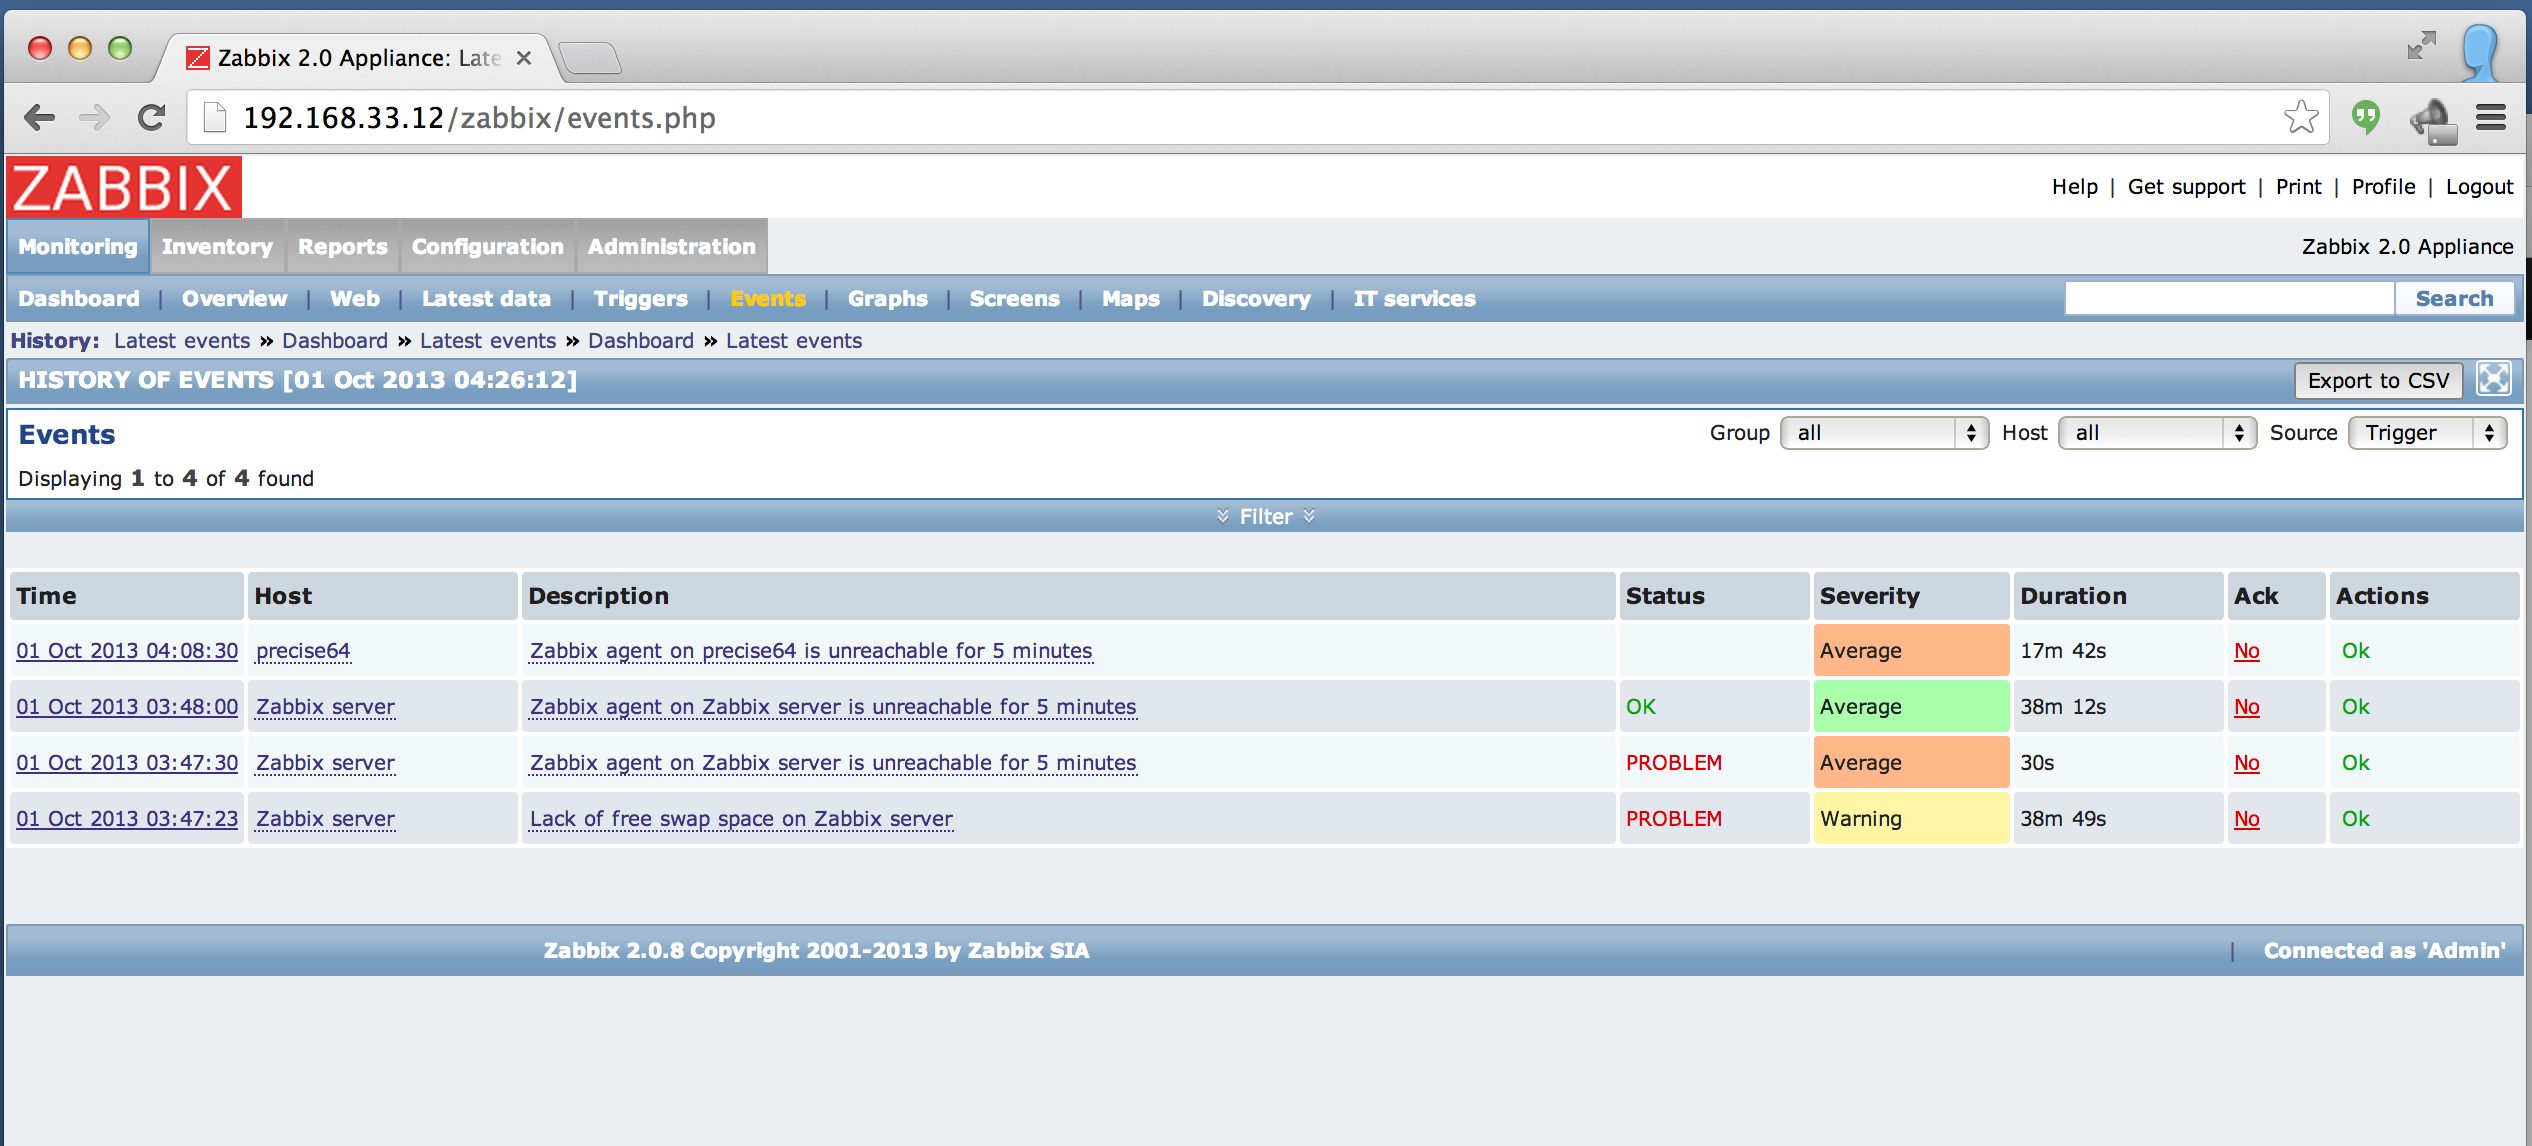 Zabbix 2.0 Appliance: Late
192.168.33.12/zabbix/events.php
ZABBIX
Help | Get support | Print | Profile | Logout
Monitoring Inventory Reports Configuration Administration Zabbix 2.0 Appliance
Dashboard | Overview | Web | Latest data | Triggers | Events | Graphs | Screens | Maps | Discovery | IT services Search
History: Latest events » Dashboard » Latest events » Dashboard » Latest events
HISTORY OF EVENTS [01 Oct 2013 04:26:12] Export to CSV
Events Group all Host all Source Trigger
Displaying 1 to 4 of 4 found
Filter
Time Host Description Status Severity Duration Ack Actions
01 Oct 2013 04:08:30 precise64 Zabbix agent on precise64 is unreachable for 5 minutes Average 17m 42s No Ok
01 Oct 2013 03:48:00 Zabbix server Zabbix agent on Zabbix server is unreachable for 5 minutes OK Average 38m 12s No Ok
01 Oct 2013 03:47:30 Zabbix server Zabbix agent on Zabbix server is unreachable for 5 minutes PROBLEM Average 30s No Ok
01 Oct 2013 03:47:23 Zabbix server Lack of free swap space on Zabbix server PROBLEM Warning 38m 49s No Ok
Zabbix 2.0.8 Copyright 2001-2013 by Zabbix SIA | Connected as 'Admin'